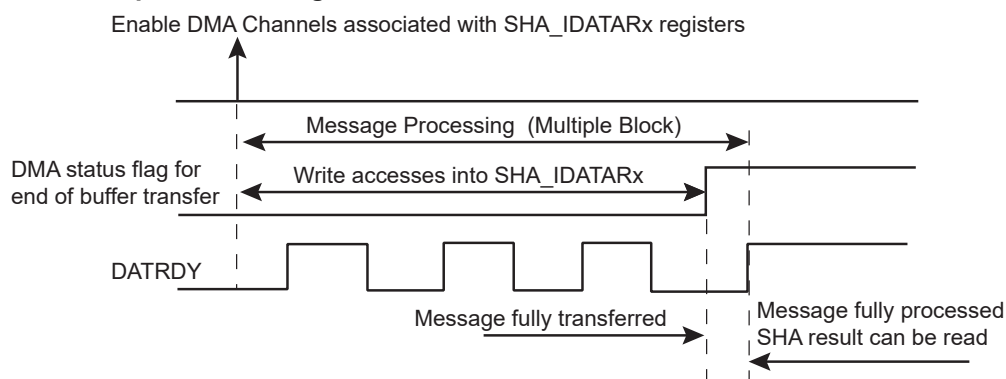 Enable DMA Channels associated with SHA_IDATARx registers
Message Processing (Multiple Block)
DMA status flag for
end of buffer transfer
Write accesses into SHA_IDATARx
DATRDY
Message fully transferred
Message fully processed
SHA result can be read